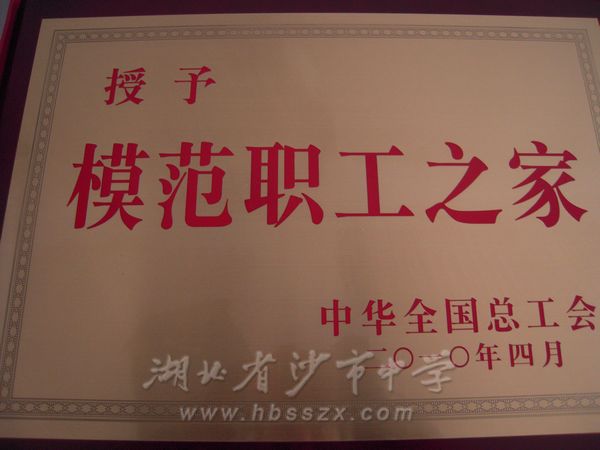 授予
模范职工之家
中华全国总工会
二〇一〇年四月
湖北省沙市中学
www.hbsszx.com